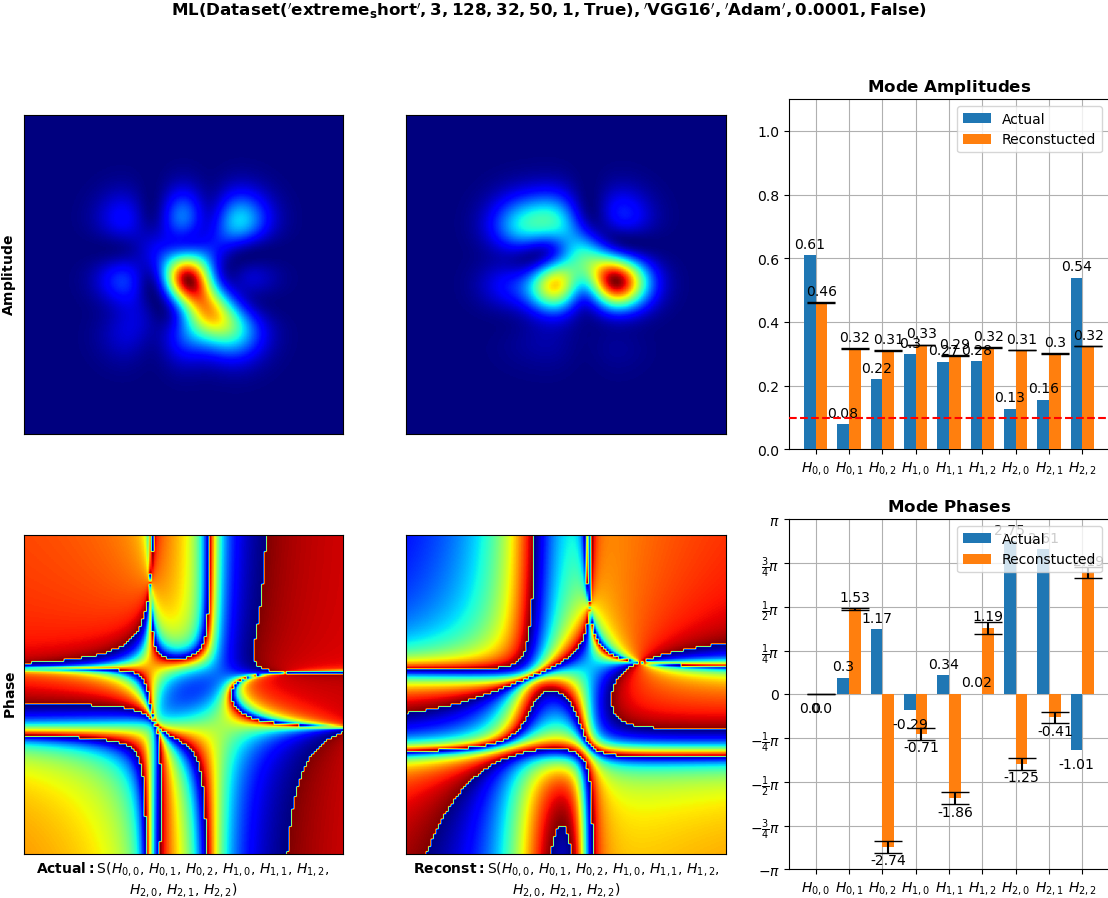 ML(Dataset('extreme_short', 3, 128, 32, 50, 1, True), 'VGG16', 'Adam', 0.0001, False)
Mode Amplitudes
Amplitude
Actual
Reconstucted
1.0
0.8
0.6
0.4
0.2
0.0
0.61
0.46
0.08
0.32
0.22
0.31
0.3
0.33
0.27
0.29
0.28
0.32
0.13
0.31
0.16
0.3
0.54
0.32
H0,0 H0,1 H0,2 H1,0 H1,1 H1,2 H2,0 H2,1 H2,2
Mode Phases
Phase
Actual
Reconstucted
π
3/4π
1/2π
1/4π
0
−1/4π
−1/2π
−3/4π
−π
0.0
0.0
0.3
1.53
1.17
-2.74
-0.29
-0.71
0.34
-1.86
0.02
1.19
2.75
-1.25
-0.41
-1.01
H0,0 H0,1 H0,2 H1,0 H1,1 H1,2 H2,0 H2,1 H2,2
Actual: S(H0,0, H0,1, H0,2, H1,0, H1,1, H1,2,
H2,0, H2,1, H2,2)
Reconst: S(H0,0, H0,1, H0,2, H1,0, H1,1, H1,2,
H2,0, H2,1, H2,2)